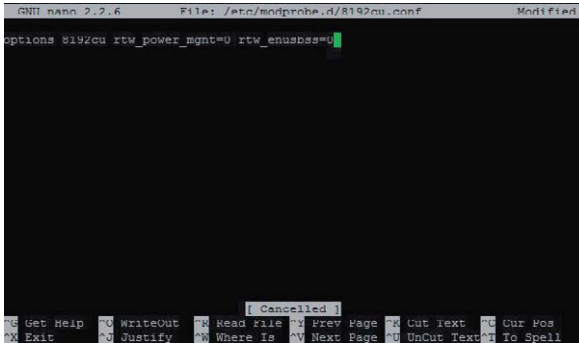 GNU nano 2.2.6 File: /etc/modprobe.d/8192cu.conf Modified
options 8192cu rtw_power_mgnt=0 rtw_enusbss=0
[ Cancelled ]
^G Get Help ^O WriteOut ^R Read File ^Y Prev Page ^K Cut Text ^C Cur Pos
^X Exit ^J Justify ^W Where Is ^V Next Page ^U UnCut Text ^T To Spell